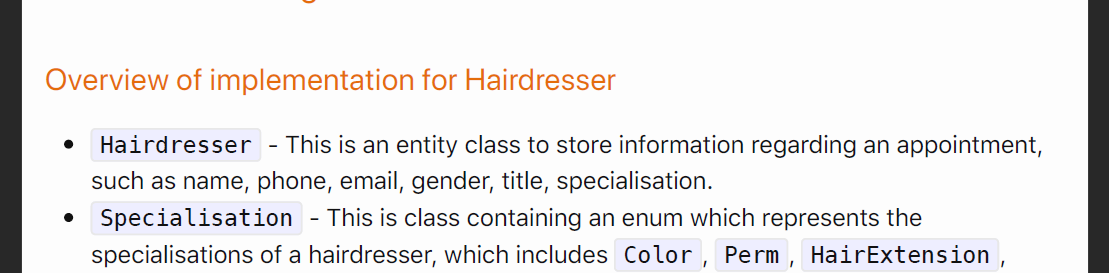 Overview of implementation for Hairdresser
• Hairdresser - This is an entity class to store information regarding an appointment,
such as name, phone, email, gender, title, specialisation.
• Specialisation - This is class containing an enum which represents the
specialisations of a hairdresser, which includes Color, Perm, HairExtension,